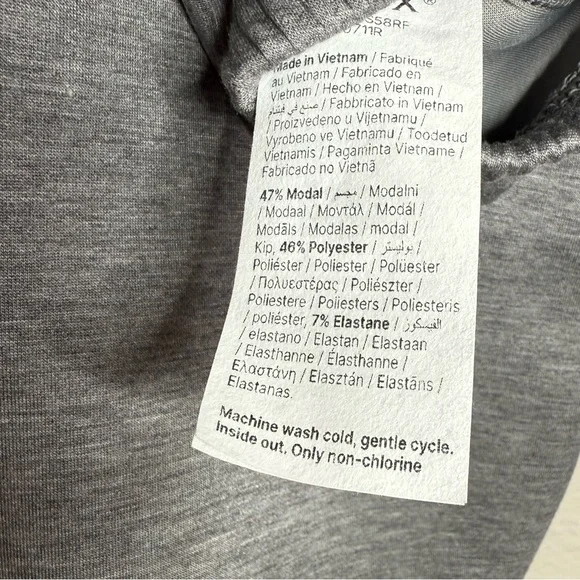 X®
S58RF
0711R
Made in Vietnam / Fabriqué
au Vietnam / Fabricado en
Vietnam / Hecho en Vietnam /
صنع في فيتنام / Fabbricato in Vietnam
/ Proizvedeno u Vijetnamu /
Vyrobeno ve Vietnamu / Toodetud
Vietnamis / Pagaminta Vietname /
Fabricado no Vietnã
47% Modal / مجسم / Modalni
/ Modaal / Μοντάλ / Modál /
Modāls / Modalas / modal /
Kip, 46% Polyester / بوليستر /
Poliéster / Poliester / Polüester
/ Πολυεστέρας / Poliészter /
Poliestere / Poliesters / Poliesteris
/ poliéster, 7% Elastane / الفيسكوز
/ elastano / Elastan / Elastaan
/ Elasthanne / Élasthanne /
Ελαστάνη / Elasztán / Elastāns /
Elastanas.
Machine wash cold, gentle cycle.
Inside out. Only non-chlorine